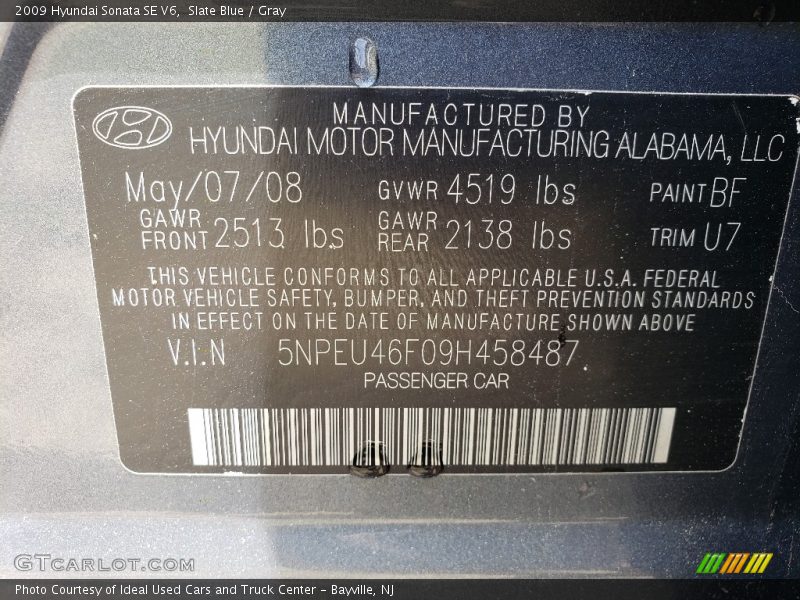 2009 Hyundai Sonata SE V6,  Slate Blue / Gray
MANUFACTURED BY
HYUNDAI MOTOR MANUFACTURING ALABAMA, LLC
May/07/08 GVWR 4519 lbs PAINT BF
GAWR FRONT 2513 lbs GAWR REAR 2138 lbs TRIM U7
THIS VEHICLE CONFORMS TO ALL APPLICABLE U.S.A. FEDERAL
MOTOR VEHICLE SAFETY, BUMPER, AND THEFT PREVENTION STANDARDS
IN EFFECT ON THE DATE OF MANUFACTURE SHOWN ABOVE
V.I.N 5NPEU46F09H458487
PASSENGER CAR
GTCARLOT.COM
Photo Courtesy of Ideal Used Cars and Truck Center - Bayville, NJ